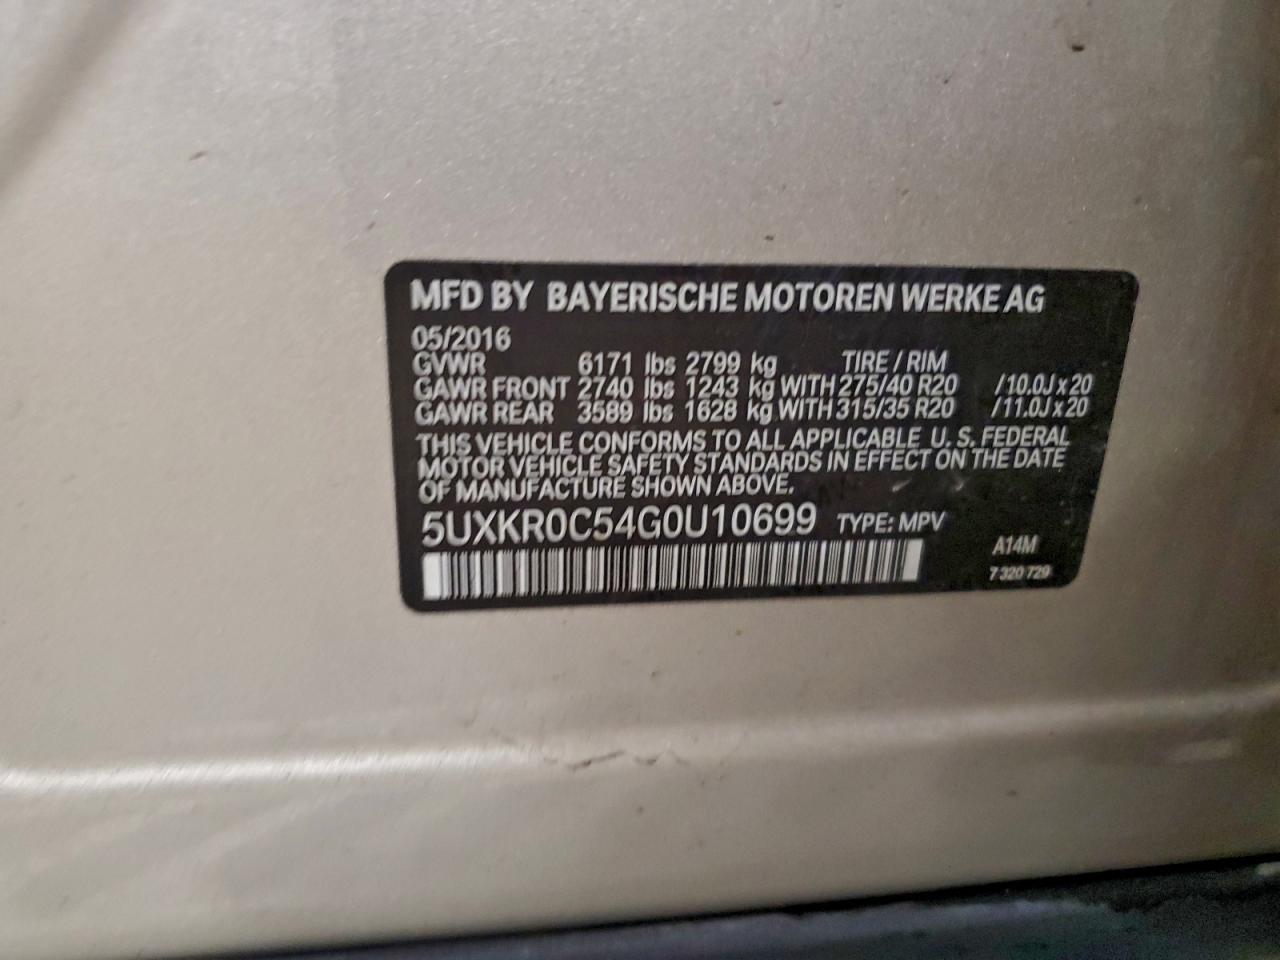 MFD BY BAYERISCHE MOTOREN WERKE AG
05/2016
GVWR 6171 lbs 2799 kg TIRE / RIM
GAWR FRONT 2740 lbs 1243 kg WITH 275/40 R20 / 10.0J x 20
GAWR REAR 3589 lbs 1628 kg WITH 315/35 R20 / 11.0J x 20
THIS VEHICLE CONFORMS TO ALL APPLICABLE U. S. FEDERAL
MOTOR VEHICLE SAFETY STANDARDS IN EFFECT ON THE DATE
OF MANUFACTURE SHOWN ABOVE.
5UXKR0C54G0U10699 TYPE: MPV
A14M
7 320 729